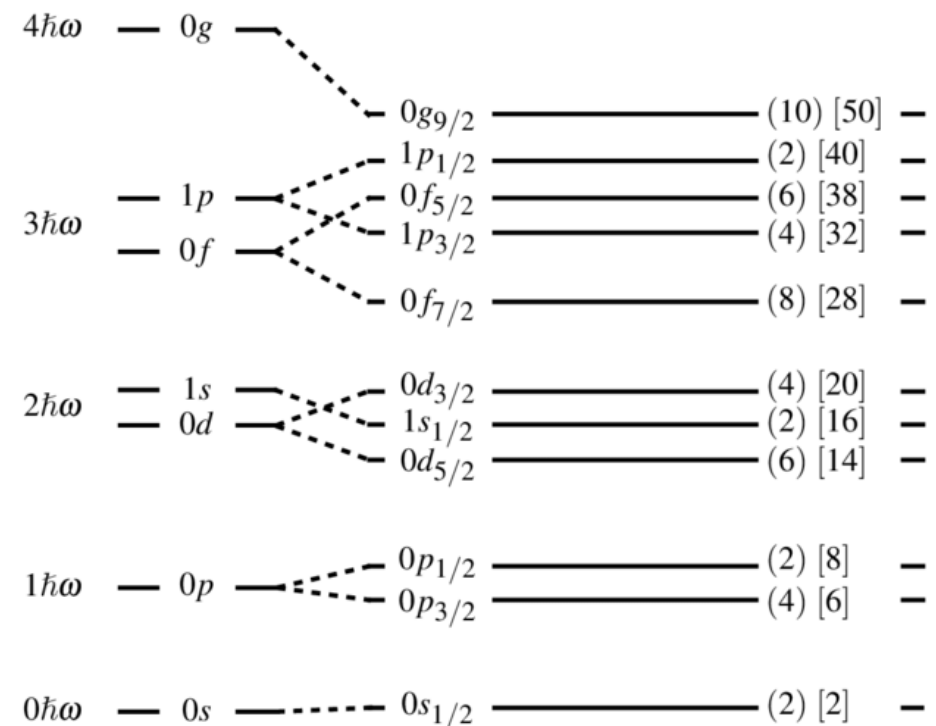 4ħω 0g
0g9/2 (10) [50]
1p1/2 (2) [40]
1p 0f5/2 (6) [38]
3ħω
1p3/2 (4) [32]
0f
0f7/2 (8) [28]
1s 0d3/2 (4) [20]
2ħω
0d 1s1/2 (2) [16]
0d5/2 (6) [14]
0p1/2 (2) [8]
1ħω 0p
0p3/2 (4) [6]
0ħω 0s 0s1/2 (2) [2]